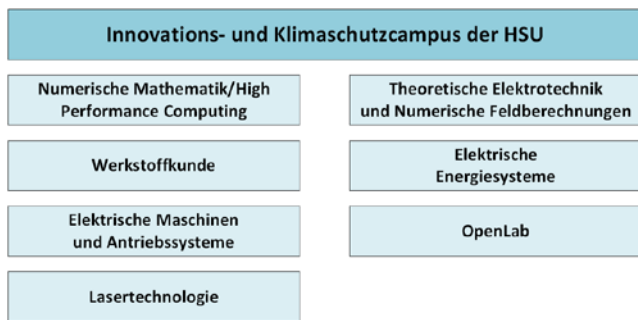 Innovations- und Klimaschutzcampus der HSU
Numerische Mathematik/High
Performance Computing
Theoretische Elektrotechnik
und Numerische Feldberechnungen
Werkstoffkunde
Elektrische
Energiesysteme
Elektrische Maschinen
und Antriebssysteme
OpenLab
Lasertechnologie